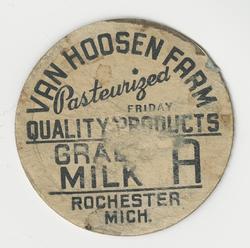 VAN HOOSEN FARM
Pasteurized
FRIDAY
QUALITY PRODUCTS
GRADE A
MILK
ROCHESTER
MICH.